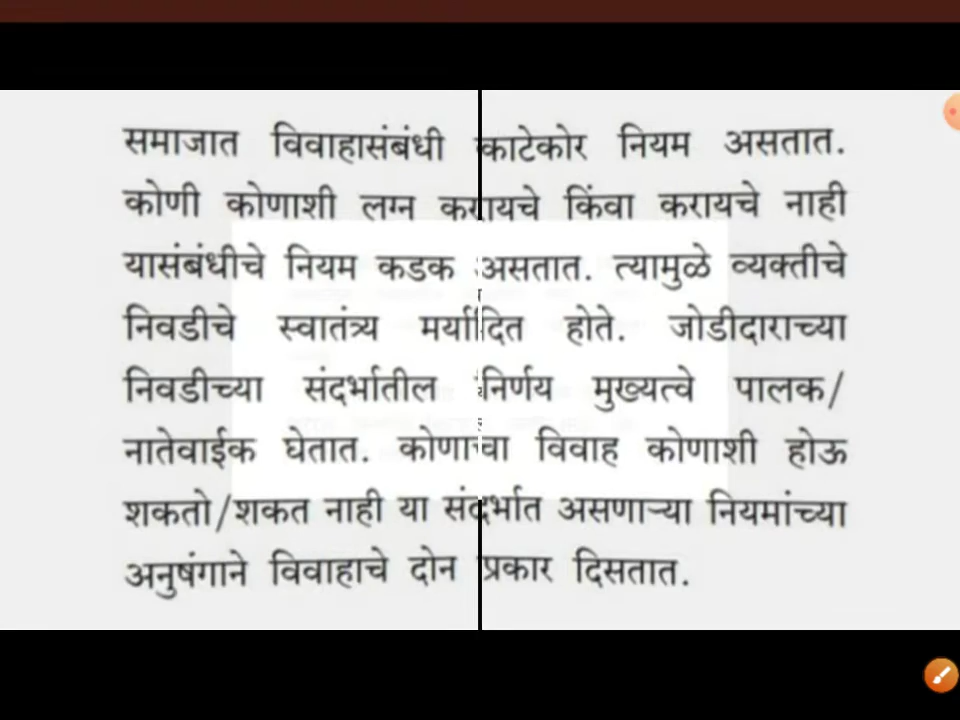 समाजात विवाहासंबंधी काटेकोर नियम असतात.
कोणी कोणाशी लग्न करायचे किंवा करायचे नाही
यासंबंधीचे नियम कडक असतात. त्यामुळे व्यक्तीचे
निवडीचे स्वातंत्र्य मर्यादित होते. जोडीदाराच्या
निवडीच्या संदर्भातील निर्णय मुख्यत्वे पालक/
नातेवाईक घेतात. कोणाचा विवाह कोणाशी होऊ
शकतो/शकत नाही या संदर्भात असणाऱ्या नियमांच्या
अनुषंगाने विवाहाचे दोन प्रकार दिसतात.